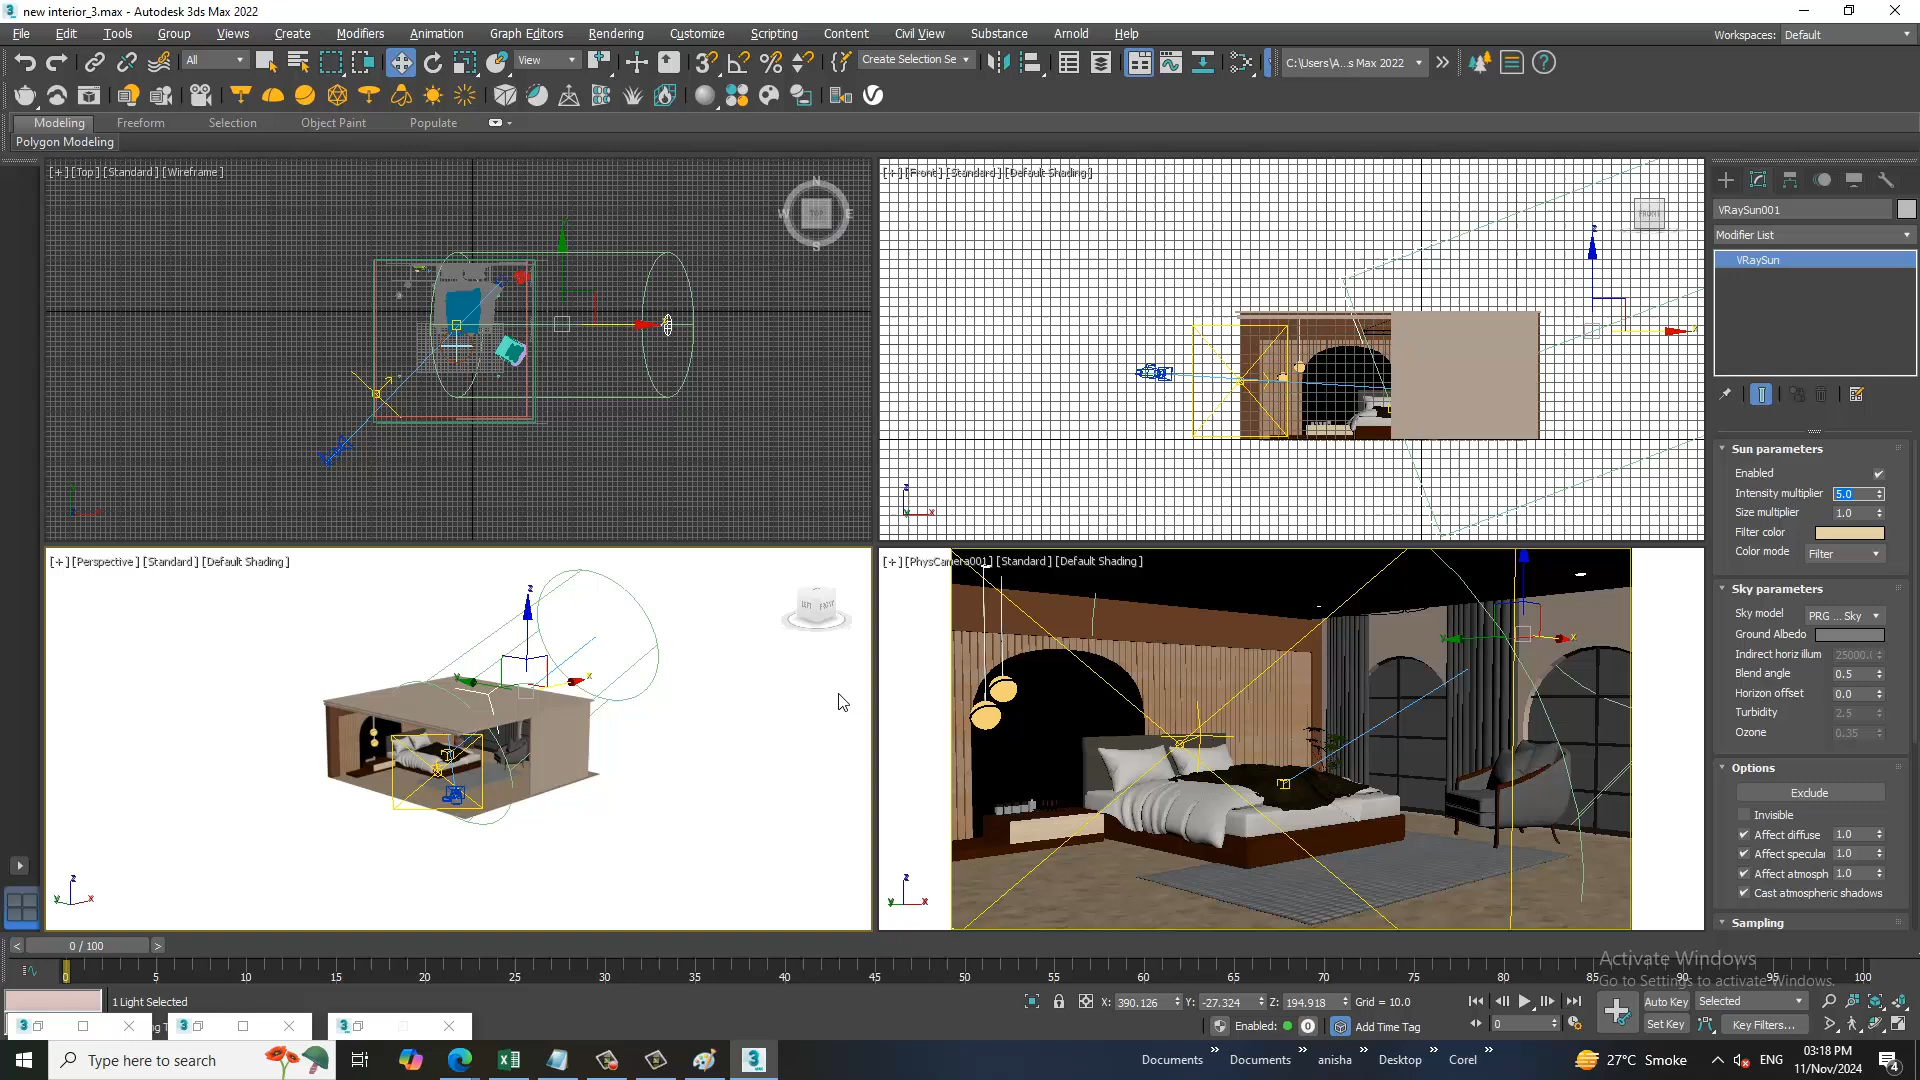 new interior_3.max - Autodesk 3ds Max 2022
File Edit Tools Group Views Create Modifiers Animation Graph Editors Rendering Customize Scripting Content Civil View Substance Arnold Help
Workspaces: Default
All View Create Selection Se C:\Users\A...s Max 2022
Modeling Freeform Selection Object Paint Populate
Polygon Modeling
[+] [Top] [Standard] [Wireframe]
N
W TOP E
S
[+] [Front] [Standard] [Default Shading]
FRONT
VRaySun001
Modifier List
VRaySun
Sun parameters
Enabled
Intensity multiplier 5.0
Size multiplier 1.0
Filter color
Color mode Filter
Sky parameters
Sky model PRG ... Sky
Ground Albedo
Indirect horiz illum 25000.
Blend angle 0.5
Horizon offset 0.0
Turbidity 2.5
Ozone 0.35
Options
Exclude
Invisible
Affect diffuse 1.0
Affect specular 1.0
Affect atmosph 1.0
Cast atmospheric shadows
Sampling
[+] [Perspective] [Standard] [Default Shading]
LEFT FRONT
[+] [PhysCamera001] [Standard] [Default Shading]
0 / 100
0 5 10 15 20 25 30 35 40 45 50 55 60 65 70 75 80 85 90 95 100
Activate Windows
Go to Settings to activate Windows.
1 Light Selected
X: 390.126 Y: -27.324 Z: 194.918 Grid = 10.0
Auto Key Selected
Enabled: 0 Add Time Tag
0 Set Key Key Filters...
Type here to search
Documents Documents anisha Desktop Corel
27°C Smoke
ENG
03:18 PM
11/Nov/2024
4